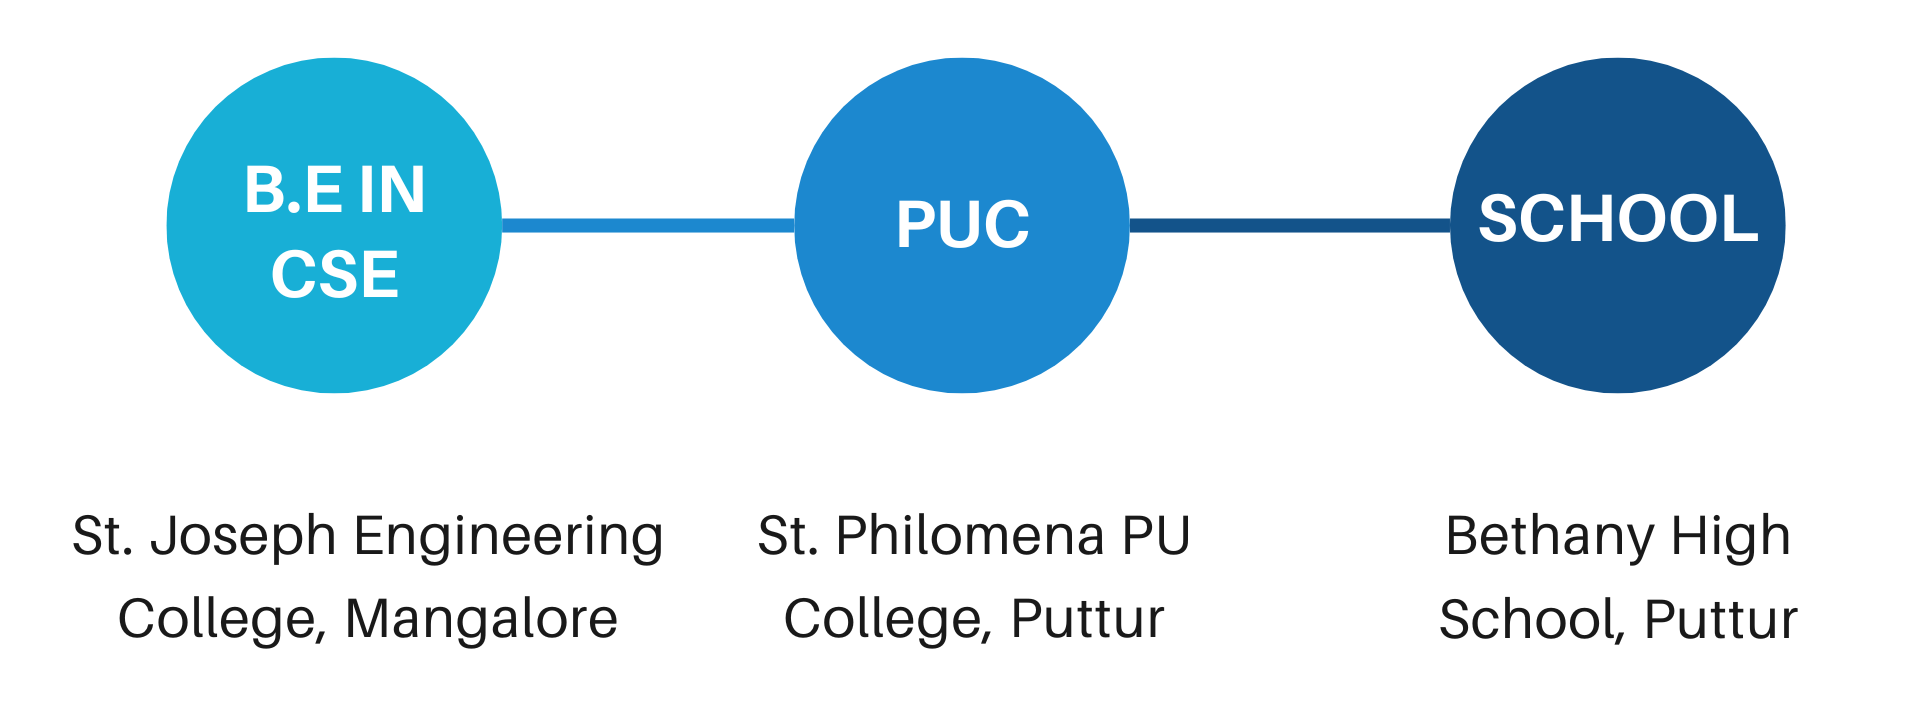 B.E IN
CSE
PUC
SCHOOL
St. Joseph Engineering
College, Mangalore
St. Philomena PU
College, Puttur
Bethany High
School, Puttur